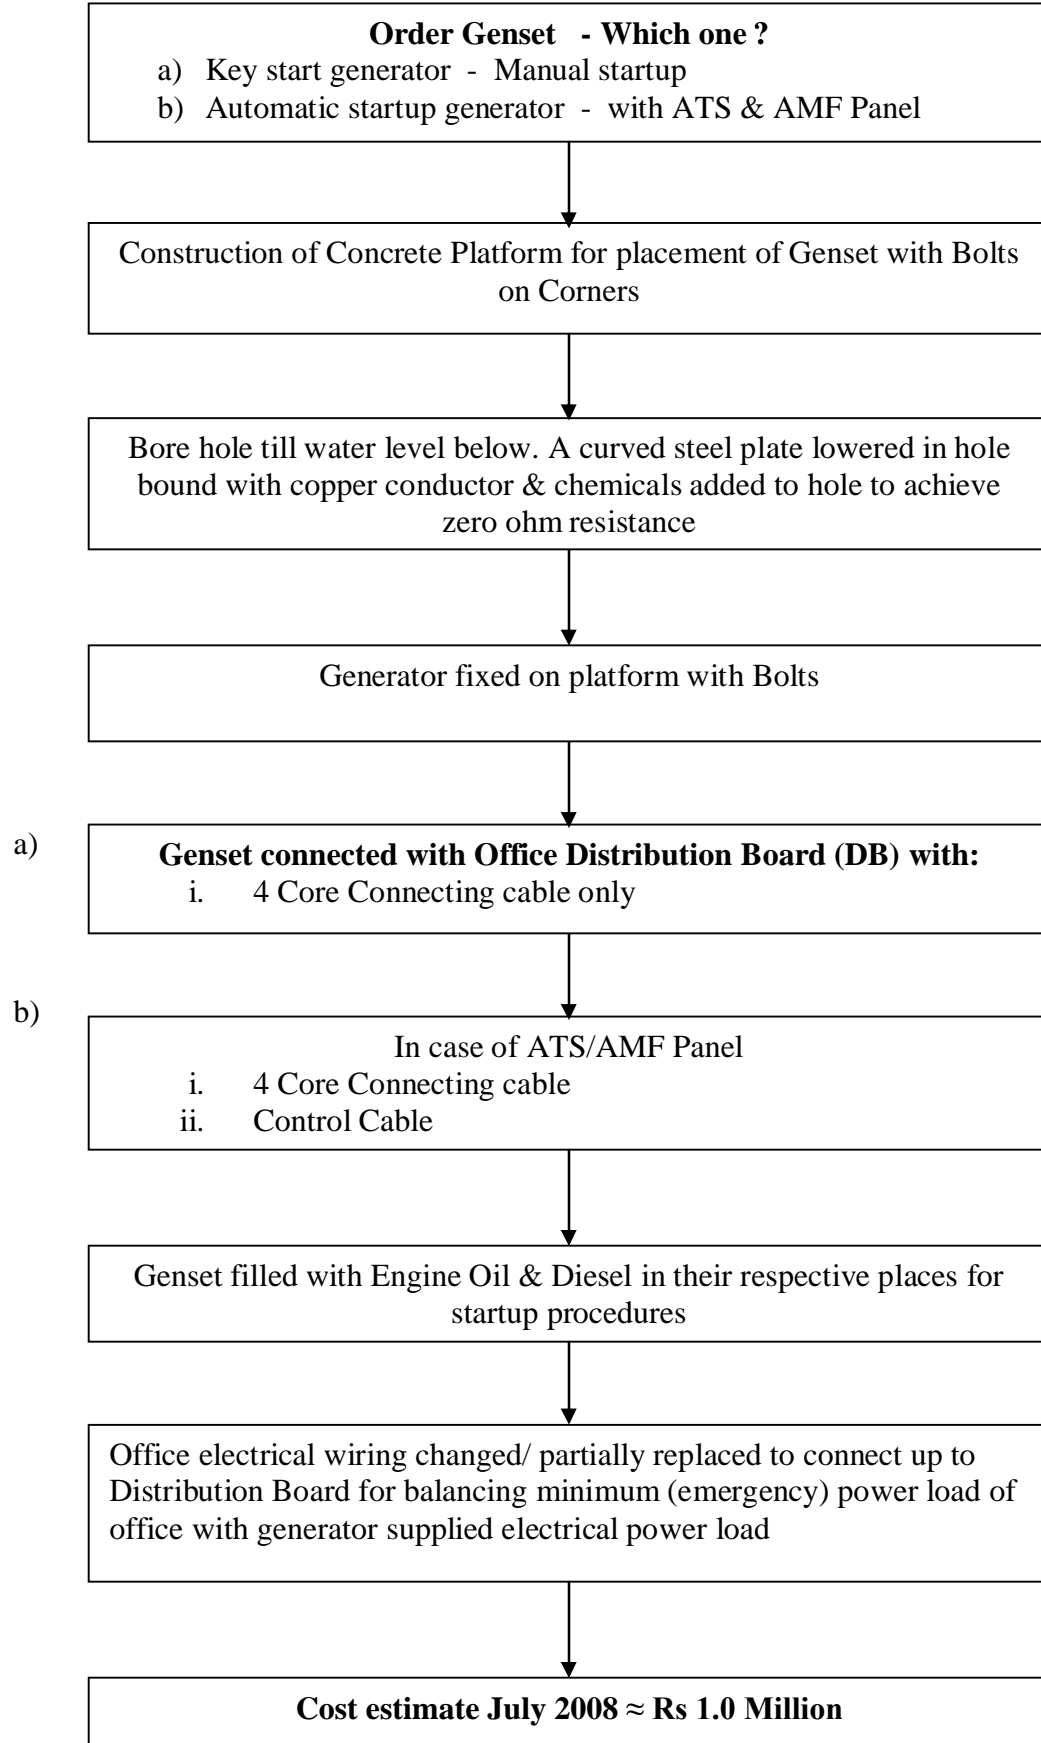 Order Genset - Which one ?
a) Key start generator - Manual startup
b) Automatic startup generator - with ATS & AMF Panel
Construction of Concrete Platform for placement of Genset with Bolts
on Corners
Bore hole till water level below. A curved steel plate lowered in hole
bound with copper conductor & chemicals added to hole to achieve
zero ohm resistance
Generator fixed on platform with Bolts
a)
Genset connected with Office Distribution Board (DB) with:
i. 4 Core Connecting cable only
b)
In case of ATS/AMF Panel
i. 4 Core Connecting cable
ii. Control Cable
Genset filled with Engine Oil & Diesel in their respective places for
startup procedures
Office electrical wiring changed/ partially replaced to connect up to
Distribution Board for balancing minimum (emergency) power load of
office with generator supplied electrical power load
Cost estimate July 2008 ≈ Rs 1.0 Million